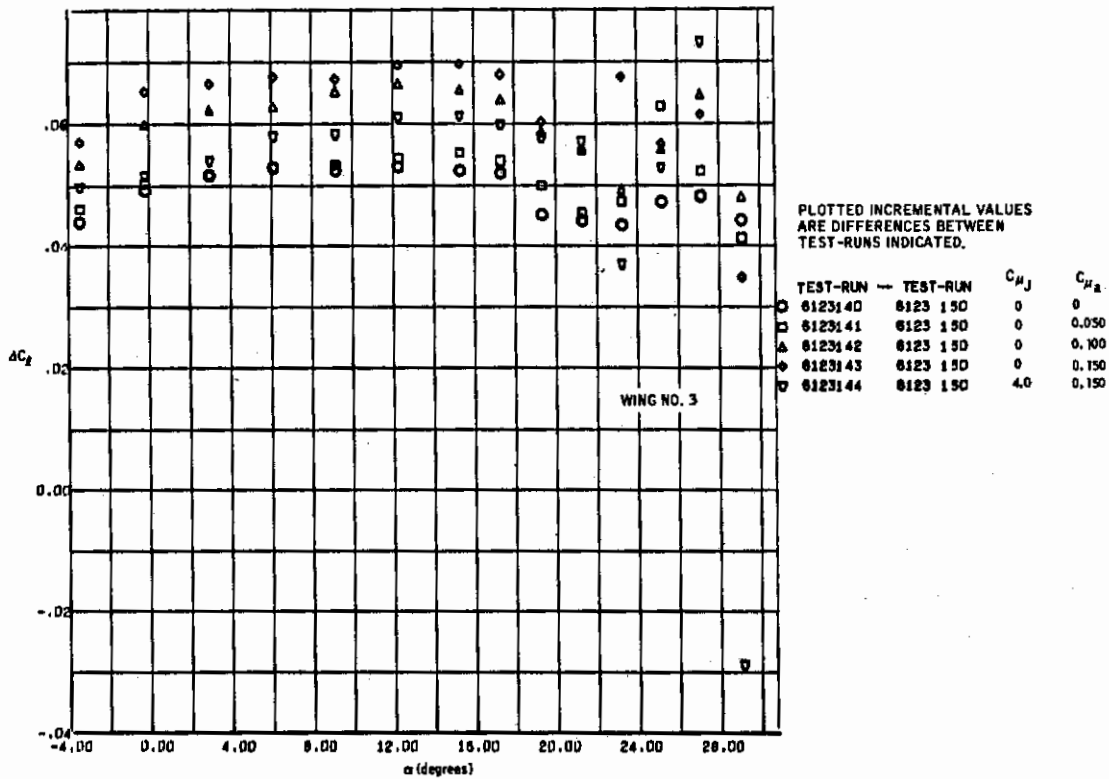 .06
.04
ΔCℓ
.02
0.00
-.02
-.04
-4.00 0.00 4.00 8.00 12.00 16.00 20.00 24.00 28.00
α (degrees)
WING NO. 3
PLOTTED INCREMENTAL VALUES
ARE DIFFERENCES BETWEEN
TEST-RUNS INDICATED.
TEST-RUN — TEST-RUN CμJ Cμa
6123140 6123 150 0 0
6123141 6123 150 0 0.050
6123142 6123 150 0 0.100
6123143 6123 150 0 0.150
6123144 6123 150 4.0 0.150